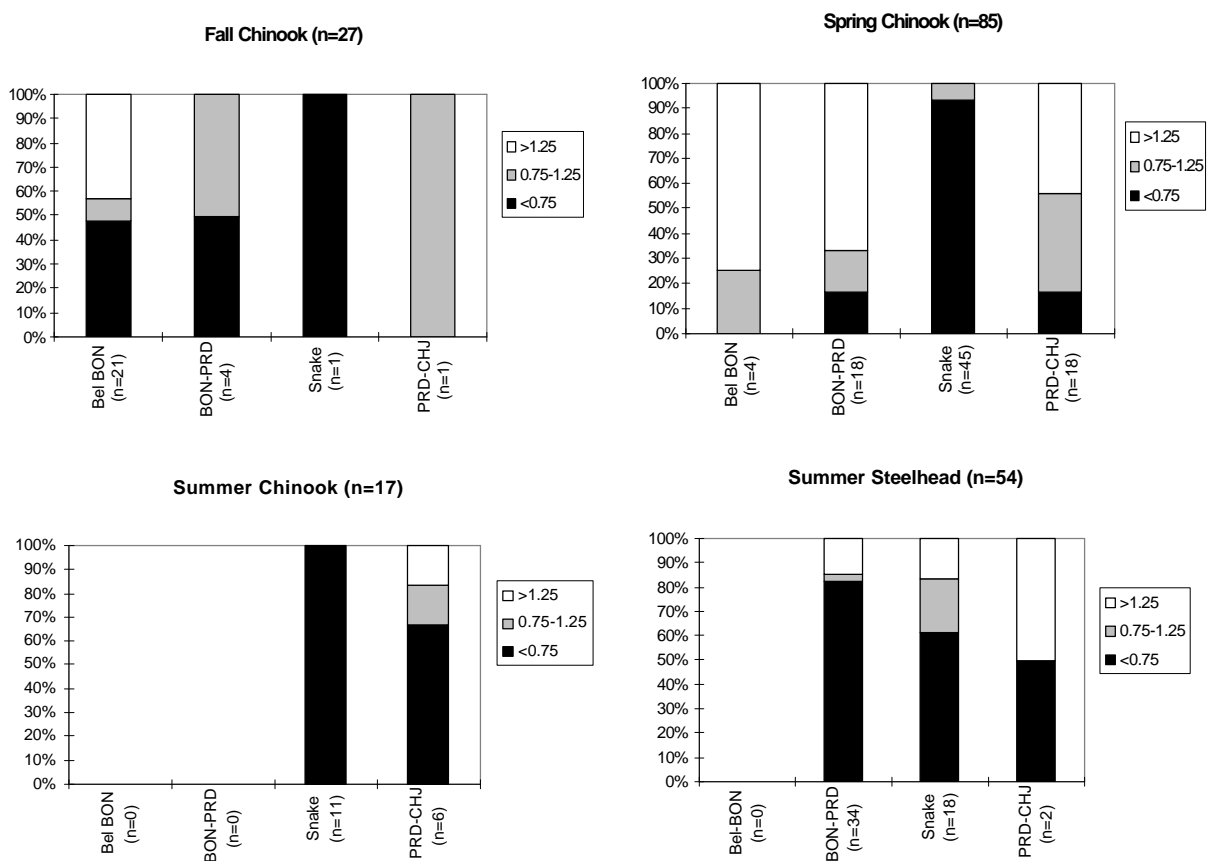 Fall Chinook (n=27)
100%
90%
80%
70%
60%
50%
40%
30%
20%
10%
0%
Bel BON
(n=21)
BON-PRD
(n=4)
Snake
(n=1)
PRD-CHJ
(n=1)
>1.25
0.75-1.25
<0.75
Spring Chinook (n=85)
100%
90%
80%
70%
60%
50%
40%
30%
20%
10%
0%
Bel BON
(n=4)
BON-PRD
(n=18)
Snake
(n=45)
PRD-CHJ
(n=18)
>1.25
0.75-1.25
<0.75
Summer Chinook (n=17)
100%
90%
80%
70%
60%
50%
40%
30%
20%
10%
0%
Bel BON
(n=0)
BON-PRD
(n=0)
Snake
(n=11)
PRD-CHJ
(n=6)
>1.25
0.75-1.25
<0.75
Summer Steelhead (n=54)
100%
90%
80%
70%
60%
50%
40%
30%
20%
10%
0%
Bel-BON
(n=0)
BON-PRD
(n=34)
Snake
(n=18)
PRD-CHJ
(n=2)
>1.25
0.75-1.25
<0.75